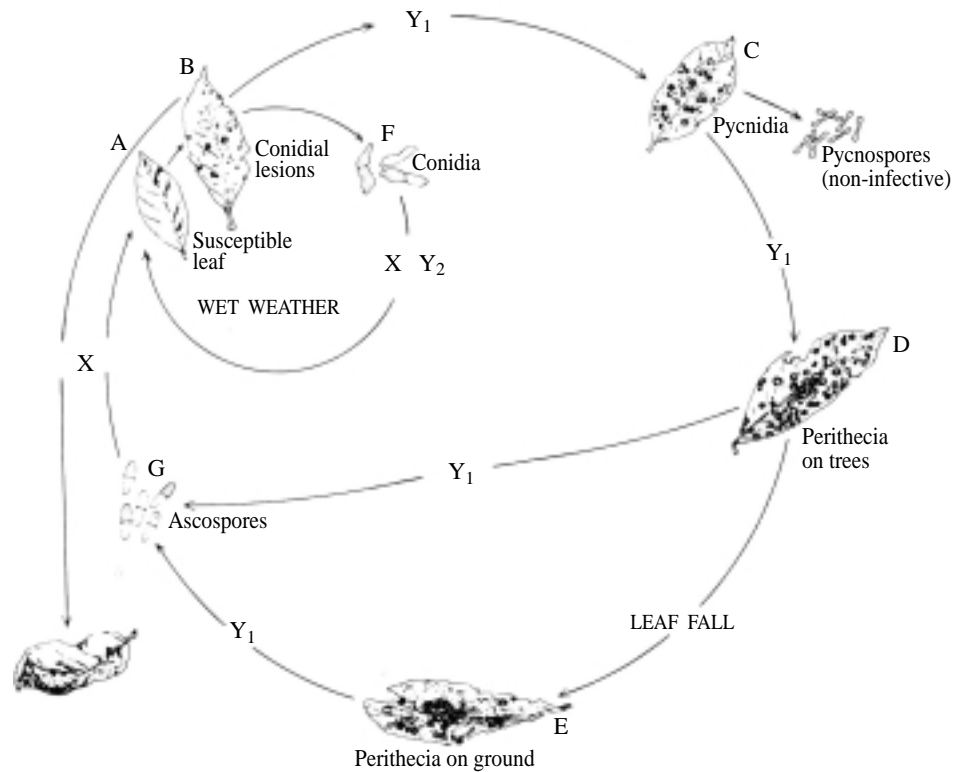 Y1
B
C
A
F
Conidial
lesions
Conidia
Pycnidia
Pycnospores
(non-infective)
Susceptible
leaf
X Y2
Y1
WET WEATHER
D
X
Perithecia
on trees
G
Y1
Ascospores
Y1
LEAF FALL
E
Perithecia on ground